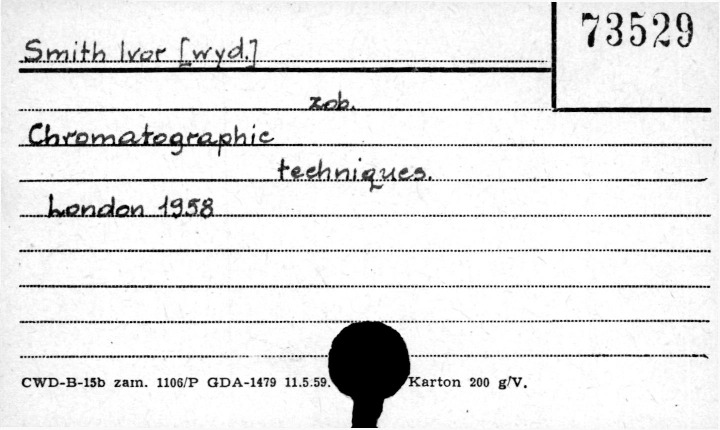 73529
Smith Ivor [wyd.]
zob.
Chromatographic
techniques.
London 1958
CWD-B-15b zam. 1106/P GDA-1479 11.5.59. Karton 200 g/V.